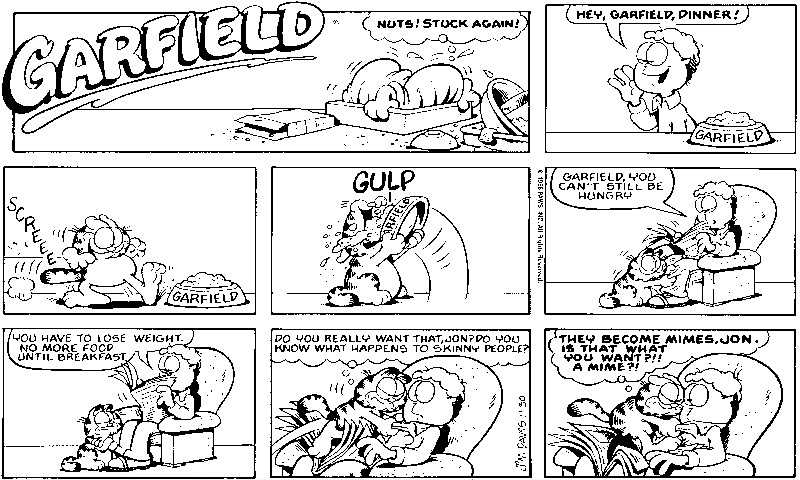 GARFIELD
NUTS! STUCK AGAIN!
HEY, GARFIELD, DINNER!
GARFIELD
SCREEEE
GARFIELD
GULP
GARFIELD
GARFIELD, YOU
CAN'T STILL BE
HUNGRY
YOU HAVE TO LOSE WEIGHT.
NO MORE FOOD
UNTIL BREAKFAST
DO YOU REALLY WANT THAT, JON? DO YOU
KNOW WHAT HAPPENS TO SKINNY PEOPLE?
JIM DAVIS 11·30
THEY BECOME MIMES, JON.
IS THAT WHAT
YOU WANT?!!
A MIME?!